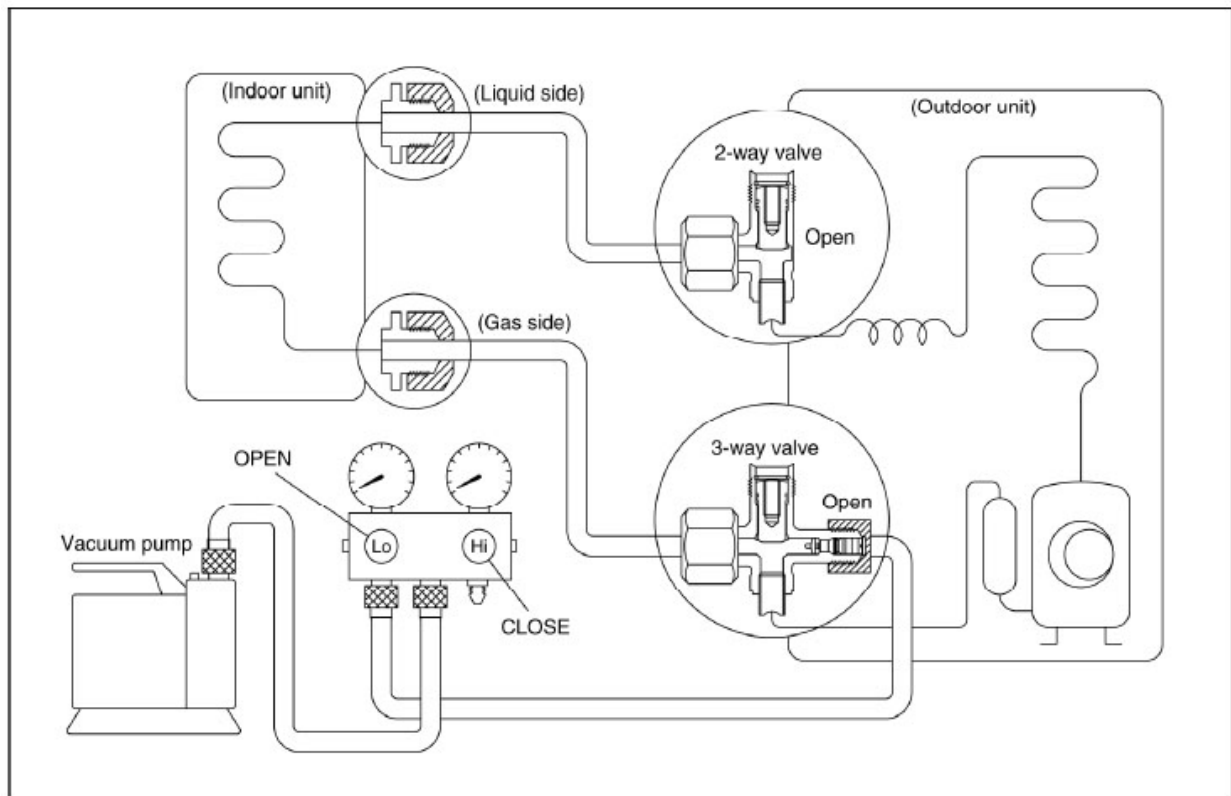 (Indoor unit)
(Liquid side)
(Outdoor unit)
2-way valve
Open
(Gas side)
3-way valve
Open
OPEN
Lo
Hi
Vacuum pump
CLOSE